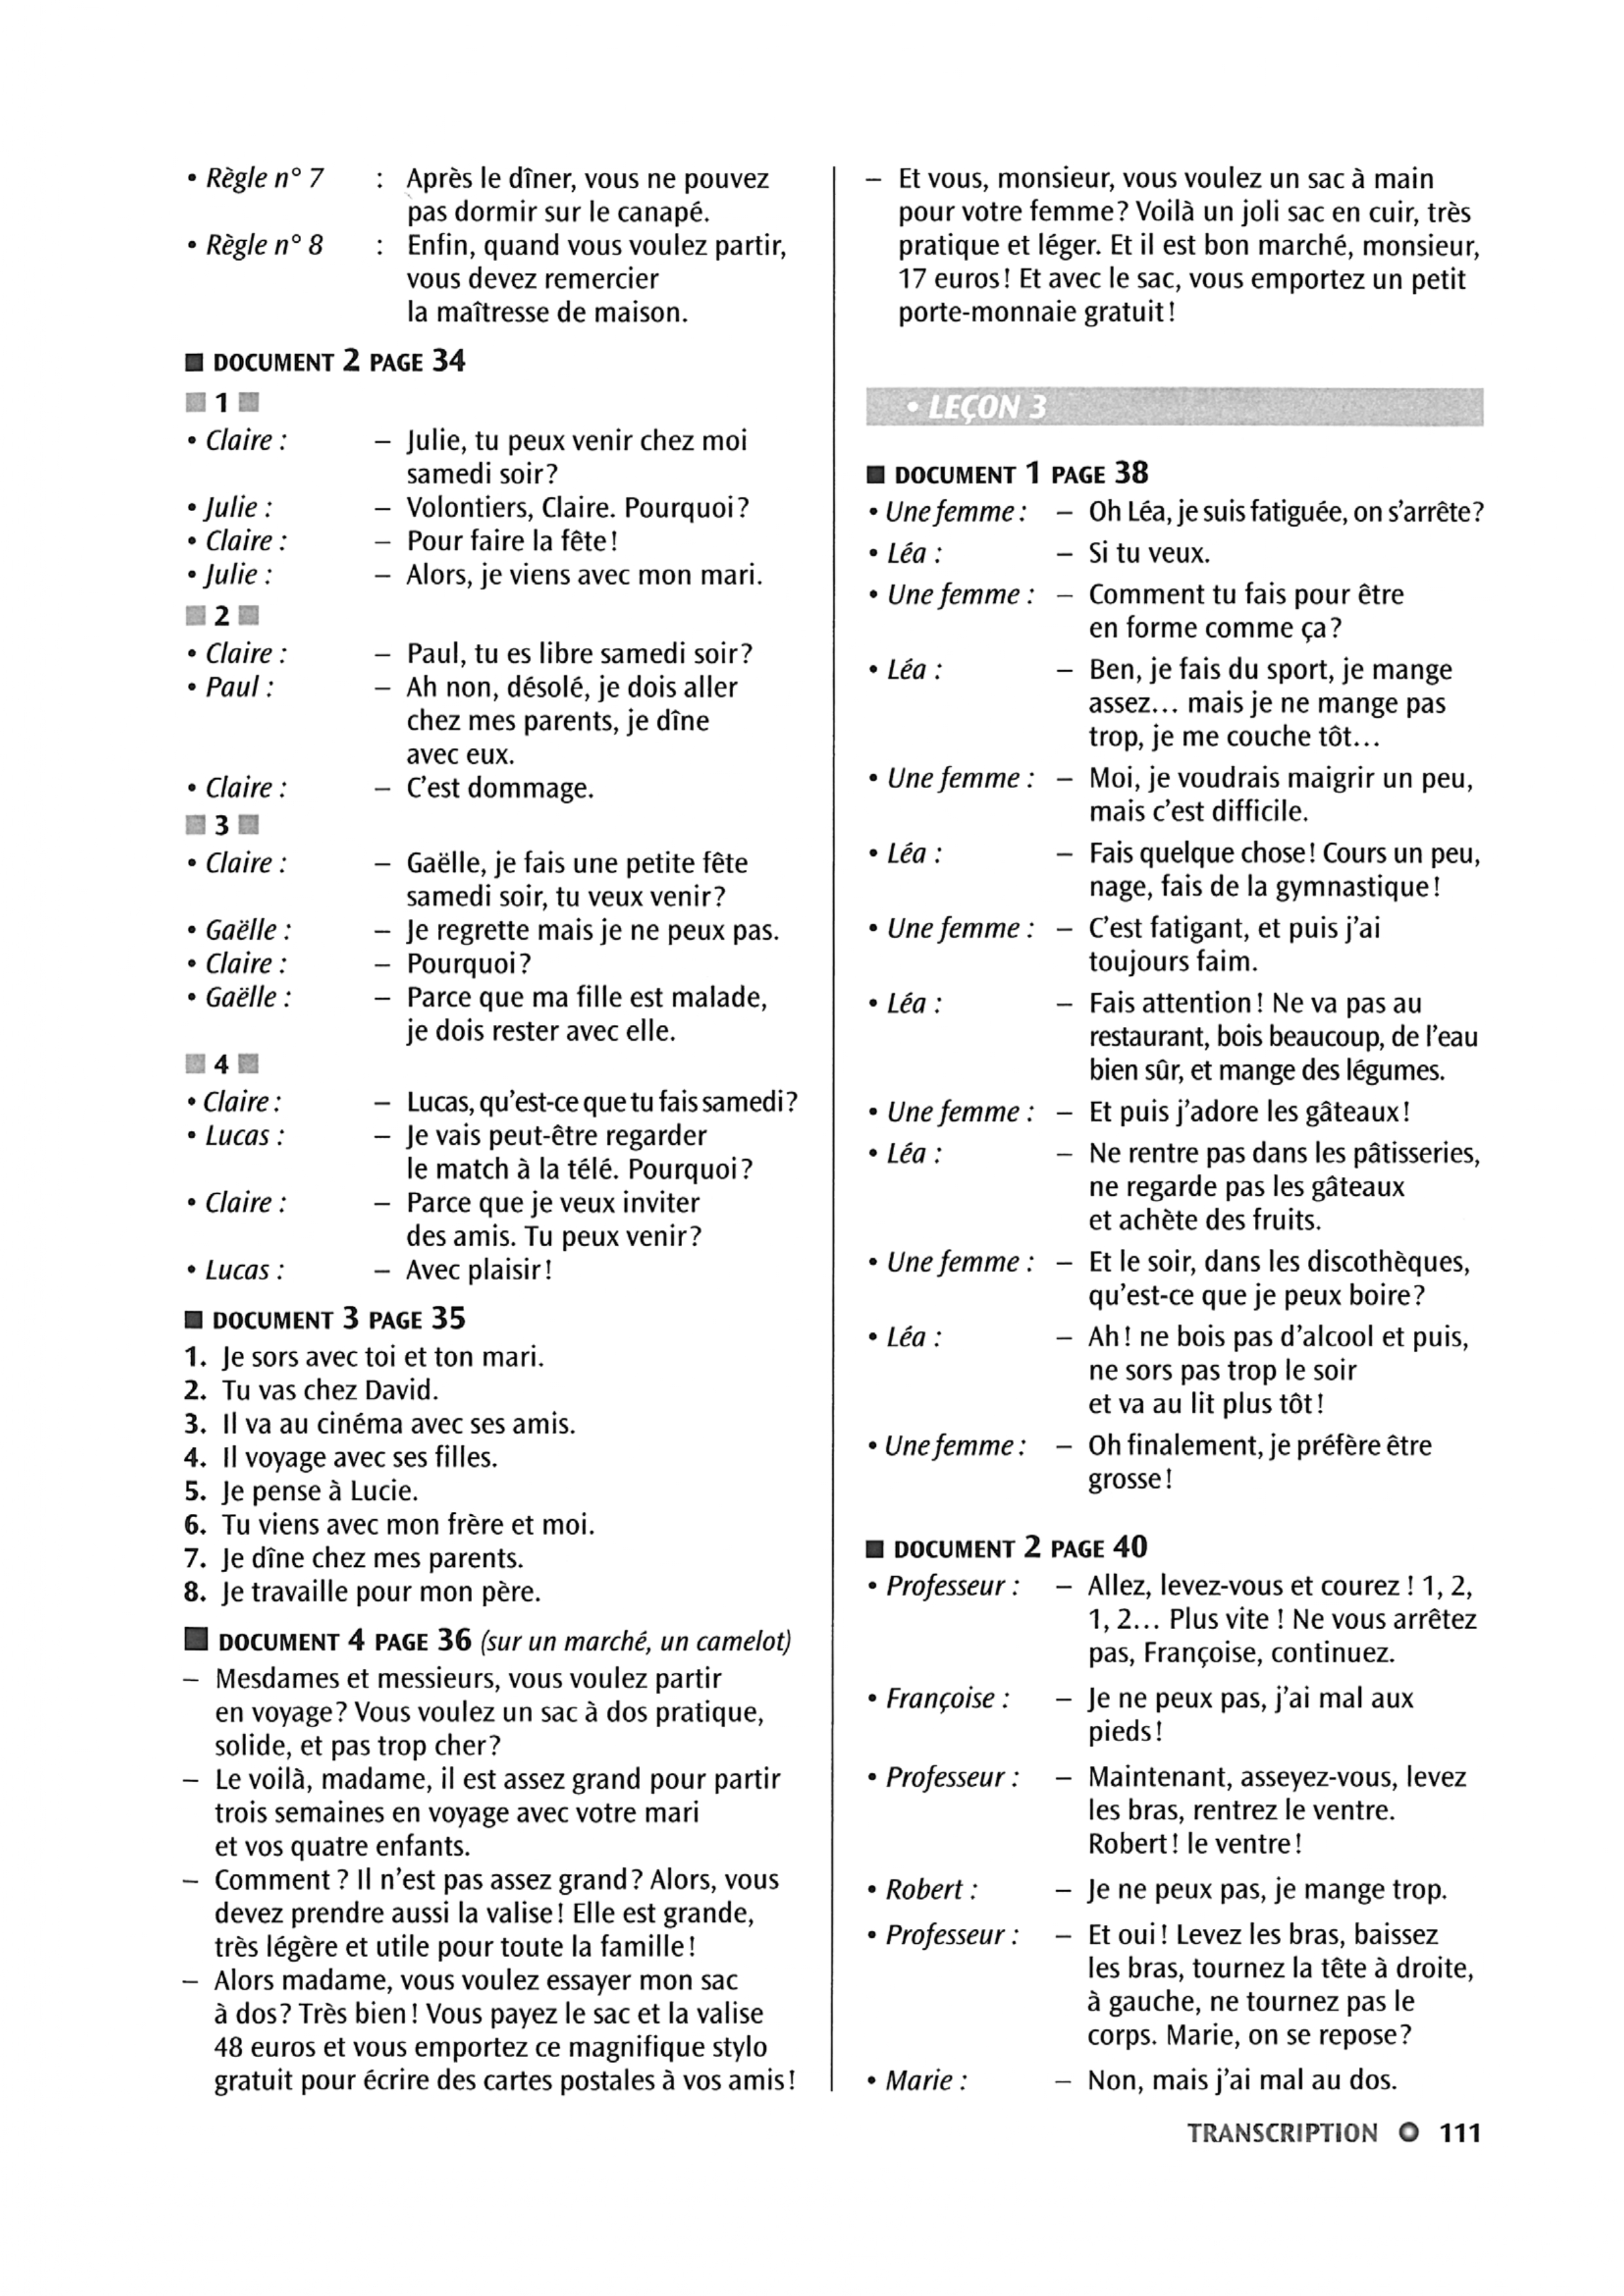 • Règle n° 7 : Après le dîner, vous ne pouvez
pas dormir sur le canapé.
• Règle n° 8 : Enfin, quand vous voulez partir,
vous devez remercier
la maîtresse de maison.
■ DOCUMENT 2 PAGE 34
■ 1 ■
• Claire : – Julie, tu peux venir chez moi
samedi soir?
• Julie : – Volontiers, Claire. Pourquoi?
• Claire : – Pour faire la fête!
• Julie : – Alors, je viens avec mon mari.
■ 2 ■
• Claire : – Paul, tu es libre samedi soir?
• Paul : – Ah non, désolé, je dois aller
chez mes parents, je dîne
avec eux.
• Claire : – C'est dommage.
■ 3 ■
• Claire : – Gaëlle, je fais une petite fête
samedi soir, tu veux venir?
• Gaëlle : – Je regrette mais je ne peux pas.
• Claire : – Pourquoi?
• Gaëlle : – Parce que ma fille est malade,
je dois rester avec elle.
■ 4 ■
• Claire : – Lucas, qu'est-ce que tu fais samedi?
• Lucas : – Je vais peut-être regarder
le match à la télé. Pourquoi?
• Claire : – Parce que je veux inviter
des amis. Tu peux venir?
• Lucas : – Avec plaisir!
■ DOCUMENT 3 PAGE 35
1. Je sors avec toi et ton mari.
2. Tu vas chez David.
3. Il va au cinéma avec ses amis.
4. Il voyage avec ses filles.
5. Je pense à Lucie.
6. Tu viens avec mon frère et moi.
7. Je dîne chez mes parents.
8. Je travaille pour mon père.
■ DOCUMENT 4 PAGE 36 (sur un marché, un camelot)
– Mesdames et messieurs, vous voulez partir
en voyage? Vous voulez un sac à dos pratique,
solide, et pas trop cher?
– Le voilà, madame, il est assez grand pour partir
trois semaines en voyage avec votre mari
et vos quatre enfants.
– Comment ? Il n'est pas assez grand? Alors, vous
devez prendre aussi la valise! Elle est grande,
très légère et utile pour toute la famille!
– Alors madame, vous voulez essayer mon sac
à dos? Très bien! Vous payez le sac et la valise
48 euros et vous emportez ce magnifique stylo
gratuit pour écrire des cartes postales à vos amis!
– Et vous, monsieur, vous voulez un sac à main
pour votre femme? Voilà un joli sac en cuir, très
pratique et léger. Et il est bon marché, monsieur,
17 euros! Et avec le sac, vous emportez un petit
porte-monnaie gratuit!
• LEÇON 3
■ DOCUMENT 1 PAGE 38
• Une femme : – Oh Léa, je suis fatiguée, on s'arrête?
• Léa : – Si tu veux.
• Une femme : – Comment tu fais pour être
en forme comme ça?
• Léa : – Ben, je fais du sport, je mange
assez... mais je ne mange pas
trop, je me couche tôt...
• Une femme : – Moi, je voudrais maigrir un peu,
mais c'est difficile.
• Léa : – Fais quelque chose! Cours un peu,
nage, fais de la gymnastique!
• Une femme : – C'est fatigant, et puis j'ai
toujours faim.
• Léa : – Fais attention! Ne va pas au
restaurant, bois beaucoup, de l'eau
bien sûr, et mange des légumes.
• Une femme : – Et puis j'adore les gâteaux!
• Léa : – Ne rentre pas dans les pâtisseries,
ne regarde pas les gâteaux
et achète des fruits.
• Une femme : – Et le soir, dans les discothèques,
qu'est-ce que je peux boire?
• Léa : – Ah! ne bois pas d'alcool et puis,
ne sors pas trop le soir
et va au lit plus tôt!
• Une femme : – Oh finalement, je préfère être
grosse!
■ DOCUMENT 2 PAGE 40
• Professeur : – Allez, levez-vous et courez ! 1, 2,
1, 2... Plus vite ! Ne vous arrêtez
pas, Françoise, continuez.
• Françoise : – Je ne peux pas, j'ai mal aux
pieds!
• Professeur : – Maintenant, asseyez-vous, levez
les bras, rentrez le ventre.
Robert! le ventre!
• Robert : – Je ne peux pas, je mange trop.
• Professeur : – Et oui! Levez les bras, baissez
les bras, tournez la tête à droite,
à gauche, ne tournez pas le
corps. Marie, on se repose?
• Marie : – Non, mais j'ai mal au dos.
TRANSCRIPTION 111